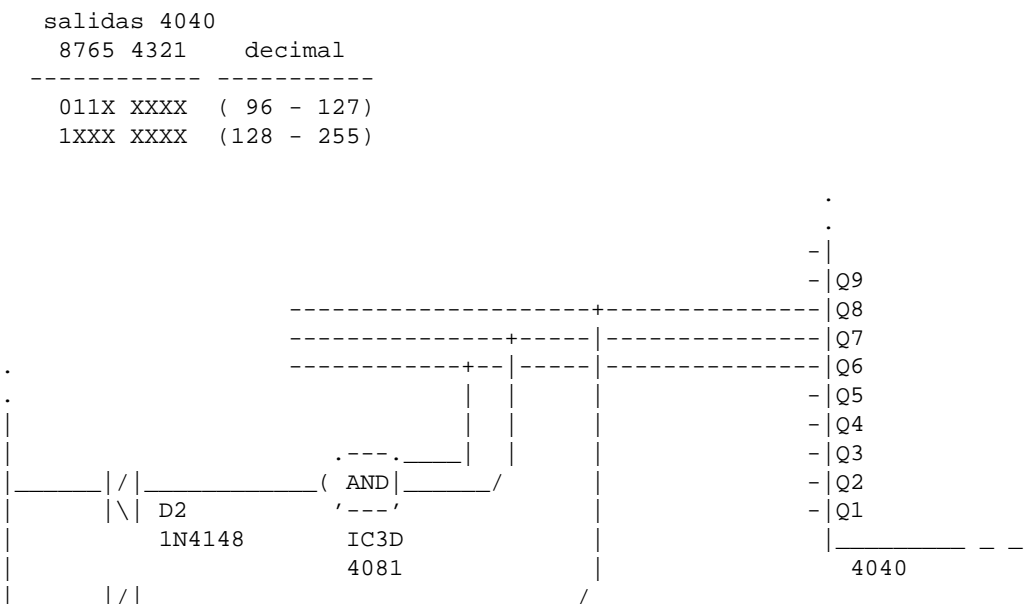 salidas 4040
8765 4321 decimal
------------ -----------
011X XXXX ( 96 - 127)
1XXX XXXX (128 - 255)
Q9
Q8
Q7
Q6
Q5
Q4
Q3
AND Q2
D2 Q1
1N4148 IC3D
4081 4040